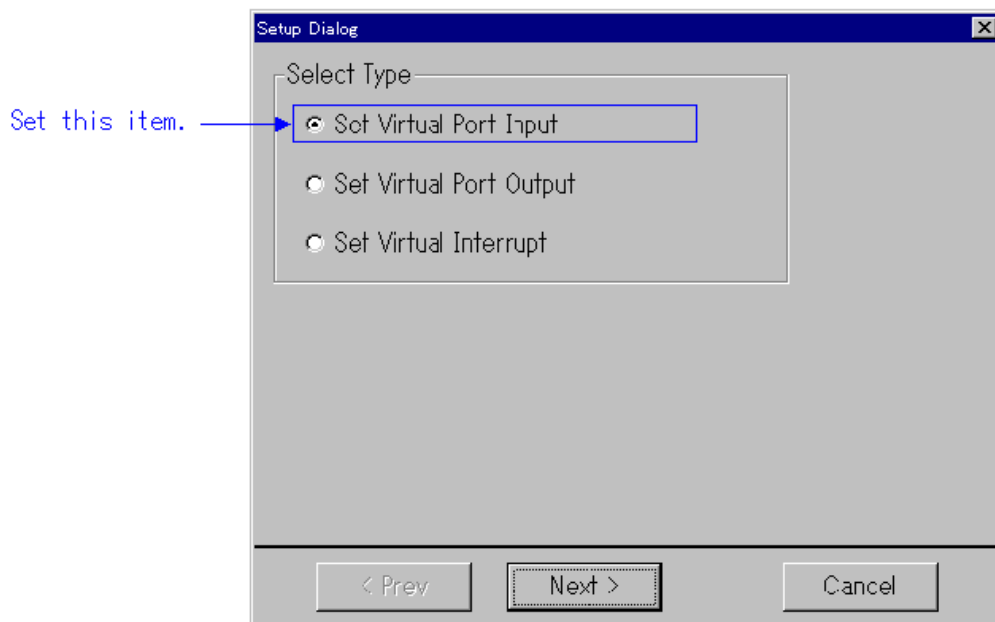 Setup Dialog
Select Type
Set this item.
Set Virtual Port Input
Set Virtual Port Output
Set Virtual Interrupt
< Prev
Next >
Cancel